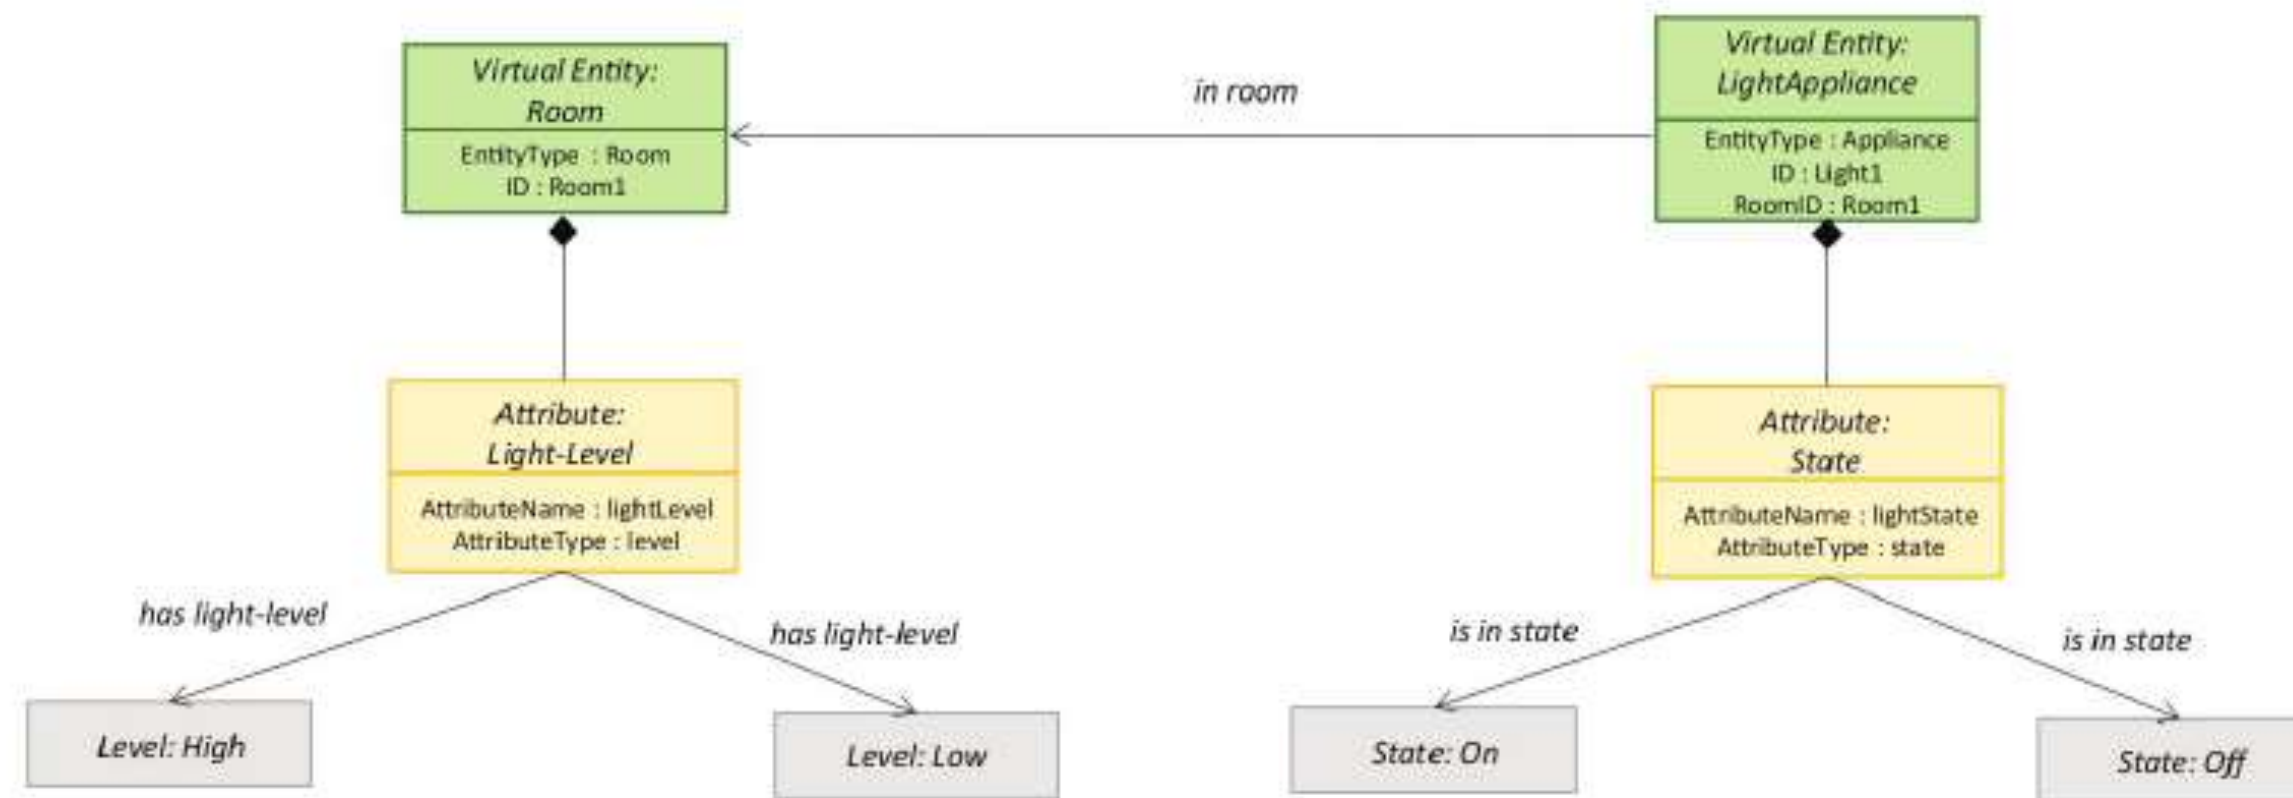 Virtual Entity:
Room
EntityType : Room
ID : Room1
in room
Virtual Entity:
LightAppliance
EntityType : Appliance
ID : Light1
RoomID : Room1
Attribute:
Light-Level
AttributeName : lightLevel
AttributeType : level
Attribute:
State
AttributeName : lightState
AttributeType : state
has light-level
has light-level
is in state
is in state
Level: High
Level: Low
State: On
State: Off